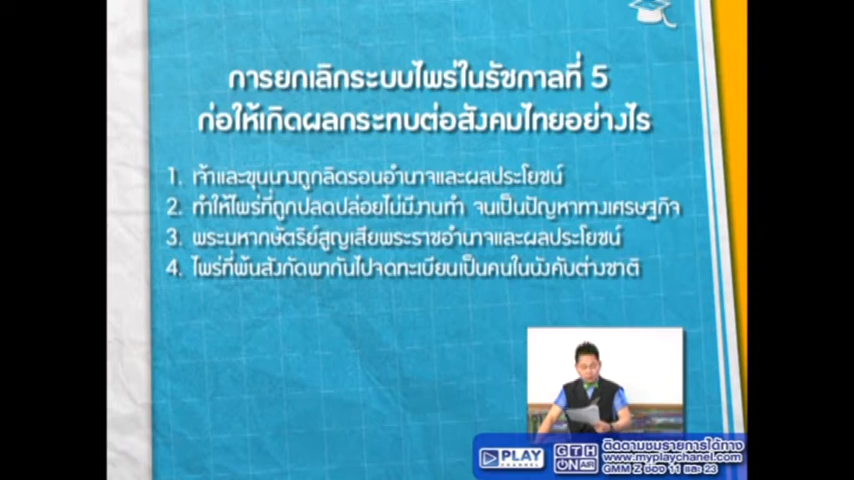 การยกเลิกระบบไพร่ในรัชกาลที่ 5
ก่อให้เกิดผลกระทบต่อสังคมไทยอย่างไร
1. เจ้าและขุนนางถูกลิดรอนอำนาจและผลประโยชน์
2. ทำให้ไพร่ที่ถูกปลดปล่อยไม่มีงานทำ จนเป็นปัญหาทางเศรษฐกิจ
3. พระมหากษัตริย์สูญเสียพระราชอำนาจและผลประโยชน์
4. ไพร่ที่พ้นสังกัดพากันไปจดทะเบียนเป็นคนในบังคับต่างชาติ
PLAY CHANNEL
GTH ON AIR
ติดตามชมรายการได้ทาง
www.myplaychanel.com
GMM Z ช่อง 11 และ 23